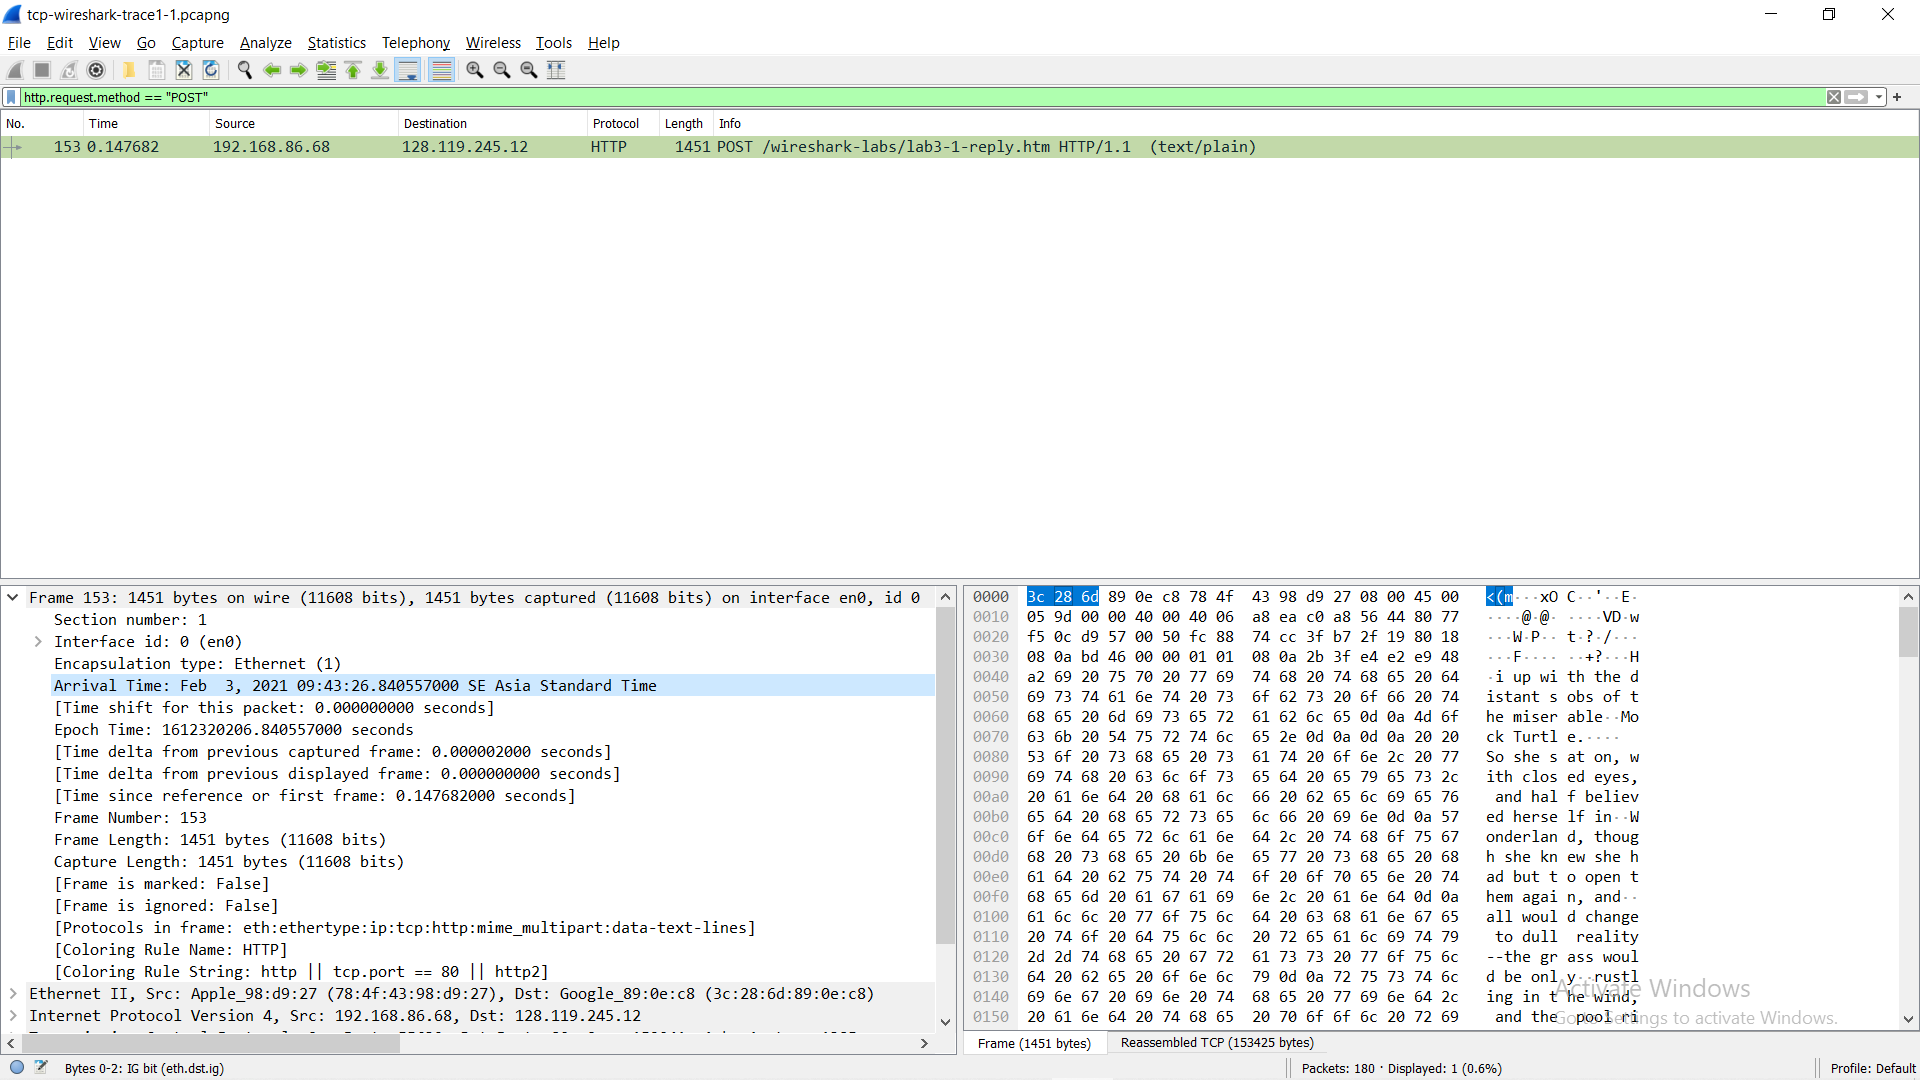 tcp-wireshark-trace1-1.pcapng
File Edit View Go Capture Analyze Statistics Telephony Wireless Tools Help
http.request.method == "POST"
No. Time Source Destination Protocol Length Info
153 0.147682 192.168.86.68 128.119.245.12 HTTP 1451 POST /wireshark-labs/lab3-1-reply.htm HTTP/1.1 (text/plain)
Frame 153: 1451 bytes on wire (11608 bits), 1451 bytes captured (11608 bits) on interface en0, id 0
Section number: 1
Interface id: 0 (en0)
Encapsulation type: Ethernet (1)
Arrival Time: Feb  3, 2021 09:43:26.840557000 SE Asia Standard Time
[Time shift for this packet: 0.000000000 seconds]
Epoch Time: 1612320206.840557000 seconds
[Time delta from previous captured frame: 0.000002000 seconds]
[Time delta from previous displayed frame: 0.000000000 seconds]
[Time since reference or first frame: 0.147682000 seconds]
Frame Number: 153
Frame Length: 1451 bytes (11608 bits)
Capture Length: 1451 bytes (11608 bits)
[Frame is marked: False]
[Frame is ignored: False]
[Protocols in frame: eth:ethertype:ip:tcp:http:mime_multipart:data-text-lines]
[Coloring Rule Name: HTTP]
[Coloring Rule String: http || tcp.port == 80 || http2]
Ethernet II, Src: Apple_98:d9:27 (78:4f:43:98:d9:27), Dst: Google_89:0e:c8 (3c:28:6d:89:0e:c8)
Internet Protocol Version 4, Src: 192.168.86.68, Dst: 128.119.245.12
0000 3c 28 6d 89 0e c8 78 4f 43 98 d9 27 08 00 45 00 <(m···xO C··'··E·
0010 05 9d 00 00 40 00 40 06 a8 ea c0 a8 56 44 80 77 ····@·@· ····VD·w
0020 f5 0c d9 57 00 50 fc 88 74 cc 3f b7 2f 19 80 18 ···W·P·· t·?·/···
0030 08 0a bd 46 00 00 01 01 08 0a 2b 3f e4 e2 e9 48 ···F···· ··+?···H
0040 a2 69 20 75 70 20 77 69 74 68 20 74 68 65 20 64 ·i up wi th the d
0050 69 73 74 61 6e 74 20 73 6f 62 73 20 6f 66 20 74 istant s obs of t
0060 68 65 20 6d 69 73 65 72 61 62 6c 65 0d 0a 4d 6f he miser able··Mo
0070 63 6b 20 54 75 72 74 6c 65 2e 0d 0a 0d 0a 20 20 ck Turtl e.····
0080 53 6f 20 73 68 65 20 73 61 74 20 6f 6e 2c 20 77 So she s at on, w
0090 69 74 68 20 63 6c 6f 73 65 64 20 65 79 65 73 2c ith clos ed eyes,
00a0 20 61 6e 64 20 68 61 6c 66 20 62 65 6c 69 65 76 and hal f believ
00b0 65 64 20 68 65 72 73 65 6c 66 20 69 6e 0d 0a 57 ed herse lf in··W
00c0 6f 6e 64 65 72 6c 61 6e 64 2c 20 74 68 6f 75 67 onderlan d, thoug
00d0 68 20 73 68 65 20 6b 6e 65 77 20 73 68 65 20 68 h she kn ew she h
00e0 61 64 20 62 75 74 20 74 6f 20 6f 70 65 6e 20 74 ad but t o open t
00f0 68 65 6d 20 61 67 61 69 6e 2c 20 61 6e 64 0d 0a hem agai n, and··
0100 61 6c 6c 20 77 6f 75 6c 64 20 63 68 61 6e 67 65 all woul d change
0110 20 74 6f 20 64 75 6c 6c 20 72 65 61 6c 69 74 79 to dull reality
0120 2d 2d 74 68 65 20 67 72 61 73 73 20 77 6f 75 6c --the gr ass woul
0130 64 20 62 65 20 6f 6e 6c 79 0d 0a 72 75 73 74 6c d be onl y··rustl
0140 69 6e 67 20 69 6e 20 74 68 65 20 77 69 6e 64 2c ing in t he wind,
0150 20 61 6e 64 20 74 68 65 20 70 6f 6f 6c 20 72 69 and the pool ri
Activate Windows
Go to Settings to activate Windows.
Frame (1451 bytes) Reassembled TCP (153425 bytes)
Bytes 0-2: IG bit (eth.dst.ig) Packets: 180 · Displayed: 1 (0.6%) Profile: Default